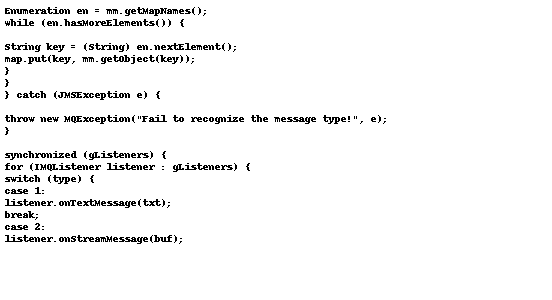 Enumeration en = mm.getMapNames();
while (en.hasMoreElements()) {
String key = (String) en.nextElement();
map.put(key, mm.getObject(key));
}
}
} catch (JMSException e) {
throw new MQException("Fail to recognize the message type!", e);
}
synchronized (gListeners) {
for (IMQListener listener : gListeners) {
switch (type) {
case 1:
listener.onTextMessage(txt);
break;
case 2:
listener.onStreamMessage(buf);